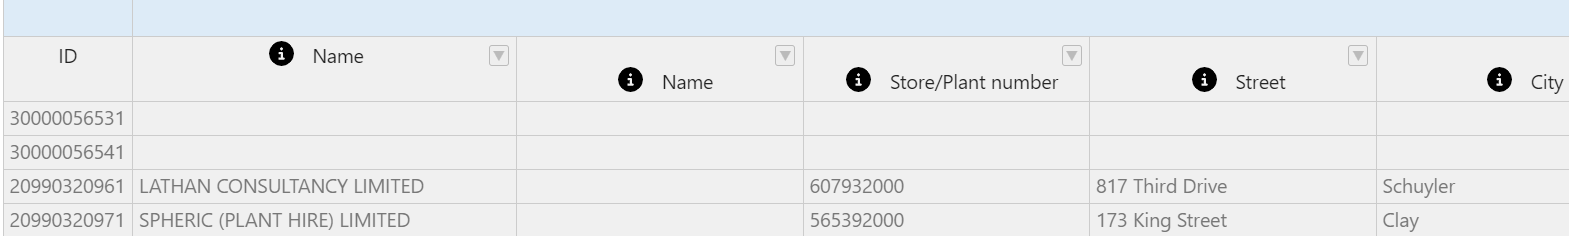 ID Name Name Store/Plant number Street City
30000056531
30000056541
20990320961 LATHAN CONSULTANCY LIMITED 607932000 817 Third Drive Schuyler
20990320971 SPHERIC (PLANT HIRE) LIMITED 565392000 173 King Street Clay